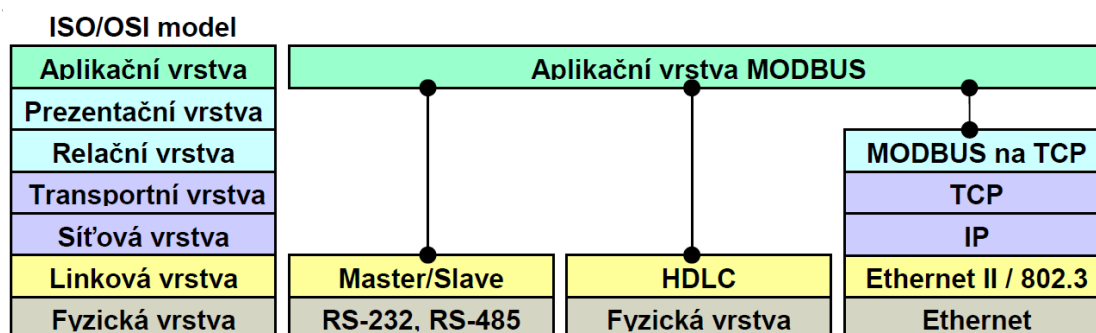 ISO/OSI model
Aplikační vrstva
Aplikační vrstva MODBUS
Prezentační vrstva
Relační vrstva
MODBUS na TCP
Transportní vrstva
TCP
Síťová vrstva
IP
Linková vrstva
Master/Slave
HDLC
Ethernet II / 802.3
Fyzická vrstva
RS-232, RS-485
Fyzická vrstva
Ethernet